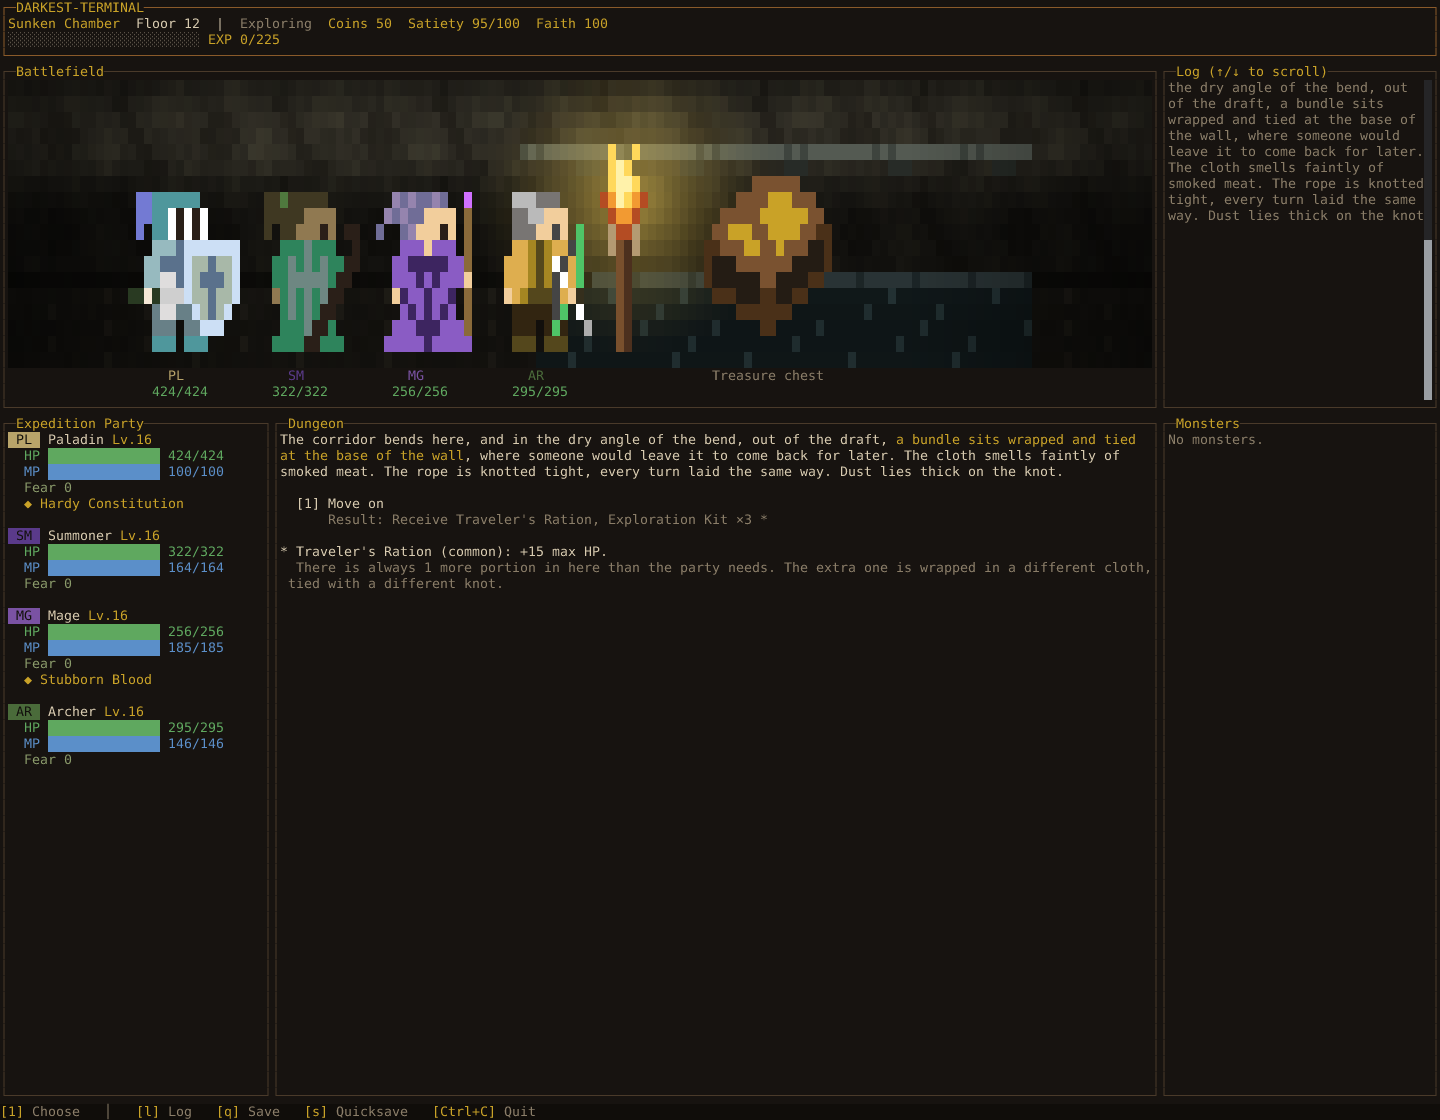 DARKEST-TERMINAL
Sunken Chamber  Floor 12  |  Exploring  Coins 50  Satiety 95/100  Faith 100
EXP 0/225
Battlefield
Log (↑/↓ to scroll)
the dry angle of the bend, out
of the draft, a bundle sits
wrapped and tied at the base of
the wall, where someone would
leave it to come back for later.
The cloth smells faintly of
smoked meat. The rope is knotted
tight, every turn laid the same
way. Dust lies thick on the knot
PL SM MG AR Treasure chest
424/424 322/322 256/256 295/295
Expedition Party
PL Paladin Lv.16
HP 424/424
MP 100/100
Fear 0
◆ Hardy Constitution
SM Summoner Lv.16
HP 322/322
MP 164/164
Fear 0
MG Mage Lv.16
HP 256/256
MP 185/185
Fear 0
◆ Stubborn Blood
AR Archer Lv.16
HP 295/295
MP 146/146
Fear 0
Dungeon
The corridor bends here, and in the dry angle of the bend, out of the draft, a bundle sits wrapped and tied
at the base of the wall, where someone would leave it to come back for later. The cloth smells faintly of
smoked meat. The rope is knotted tight, every turn laid the same way. Dust lies thick on the knot.
[1] Move on
Result: Receive Traveler's Ration, Exploration Kit ×3 *
* Traveler's Ration (common): +15 max HP.
There is always 1 more portion in here than the party needs. The extra one is wrapped in a different cloth,
tied with a different knot.
Monsters
No monsters.
[1] Choose | [l] Log [q] Save [s] Quicksave [Ctrl+C] Quit